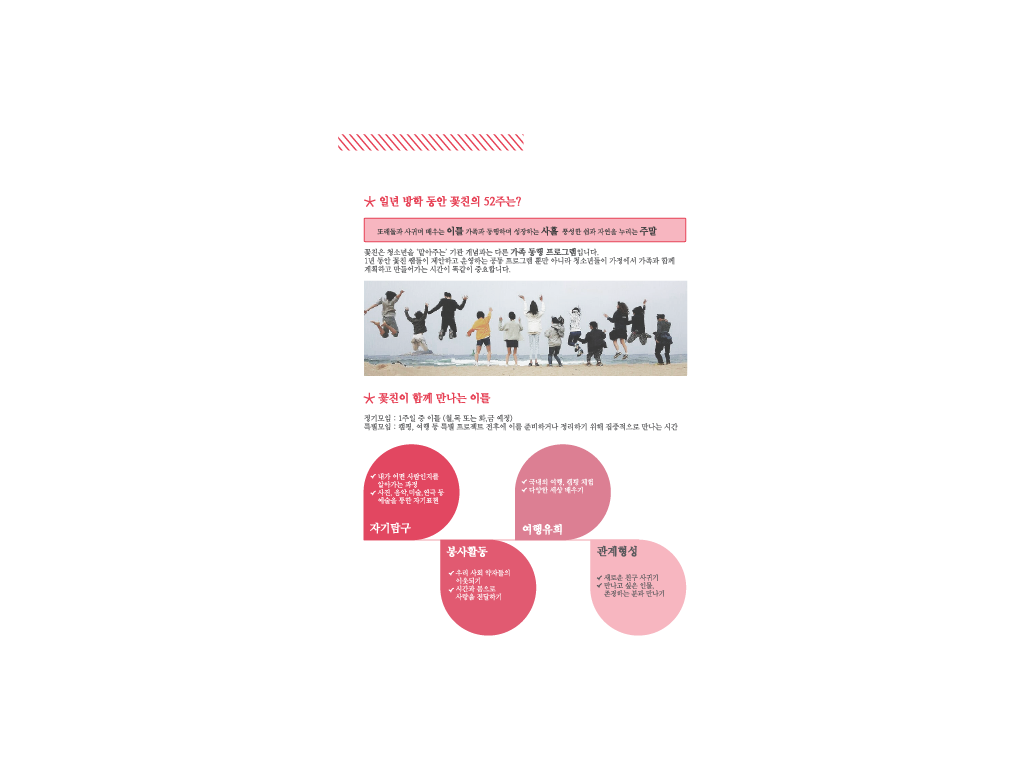 일년 방학 동안 꽃친의 52주는?
또래들과 사귀며 배우는 이틀 가족과 동행하며 성장하는 사흘 풍성한 쉼과 자연을 누리는 주말
꽃친은 청소년을 '맡아주는' 기관 개념과는 다른 가족 동행 프로그램입니다.
1년 동안 꽃친 쌤들이 제안하고 운영하는 공동 프로그램 뿐만 아니라 청소년들이 가정에서 가족과 함께
계획하고 만들어가는 시간이 똑같이 중요합니다.
꽃친이 함께 만나는 이틀
정기모임 : 1주일 중 이틀 (월,목 또는 화,금 예정)
특별모임 : 캠핑, 여행 등 특별 프로젝트 전후에 이를 준비하거나 정리하기 위해 집중적으로 만나는 시간
내가 어떤 사람인지를
알아가는 과정
사진, 음악,미술,연극 등
예술을 통한 자기표현
자기탐구
국내외 여행, 캠핑 체험
다양한 세상 배우기
여행유희
봉사활동
우리 사회 약자들의
이웃되기
시간과 몸으로
사랑을 전달하기
관계형성
새로운 친구 사귀기
만나고 싶은 인물,
존경하는 분과 만나기